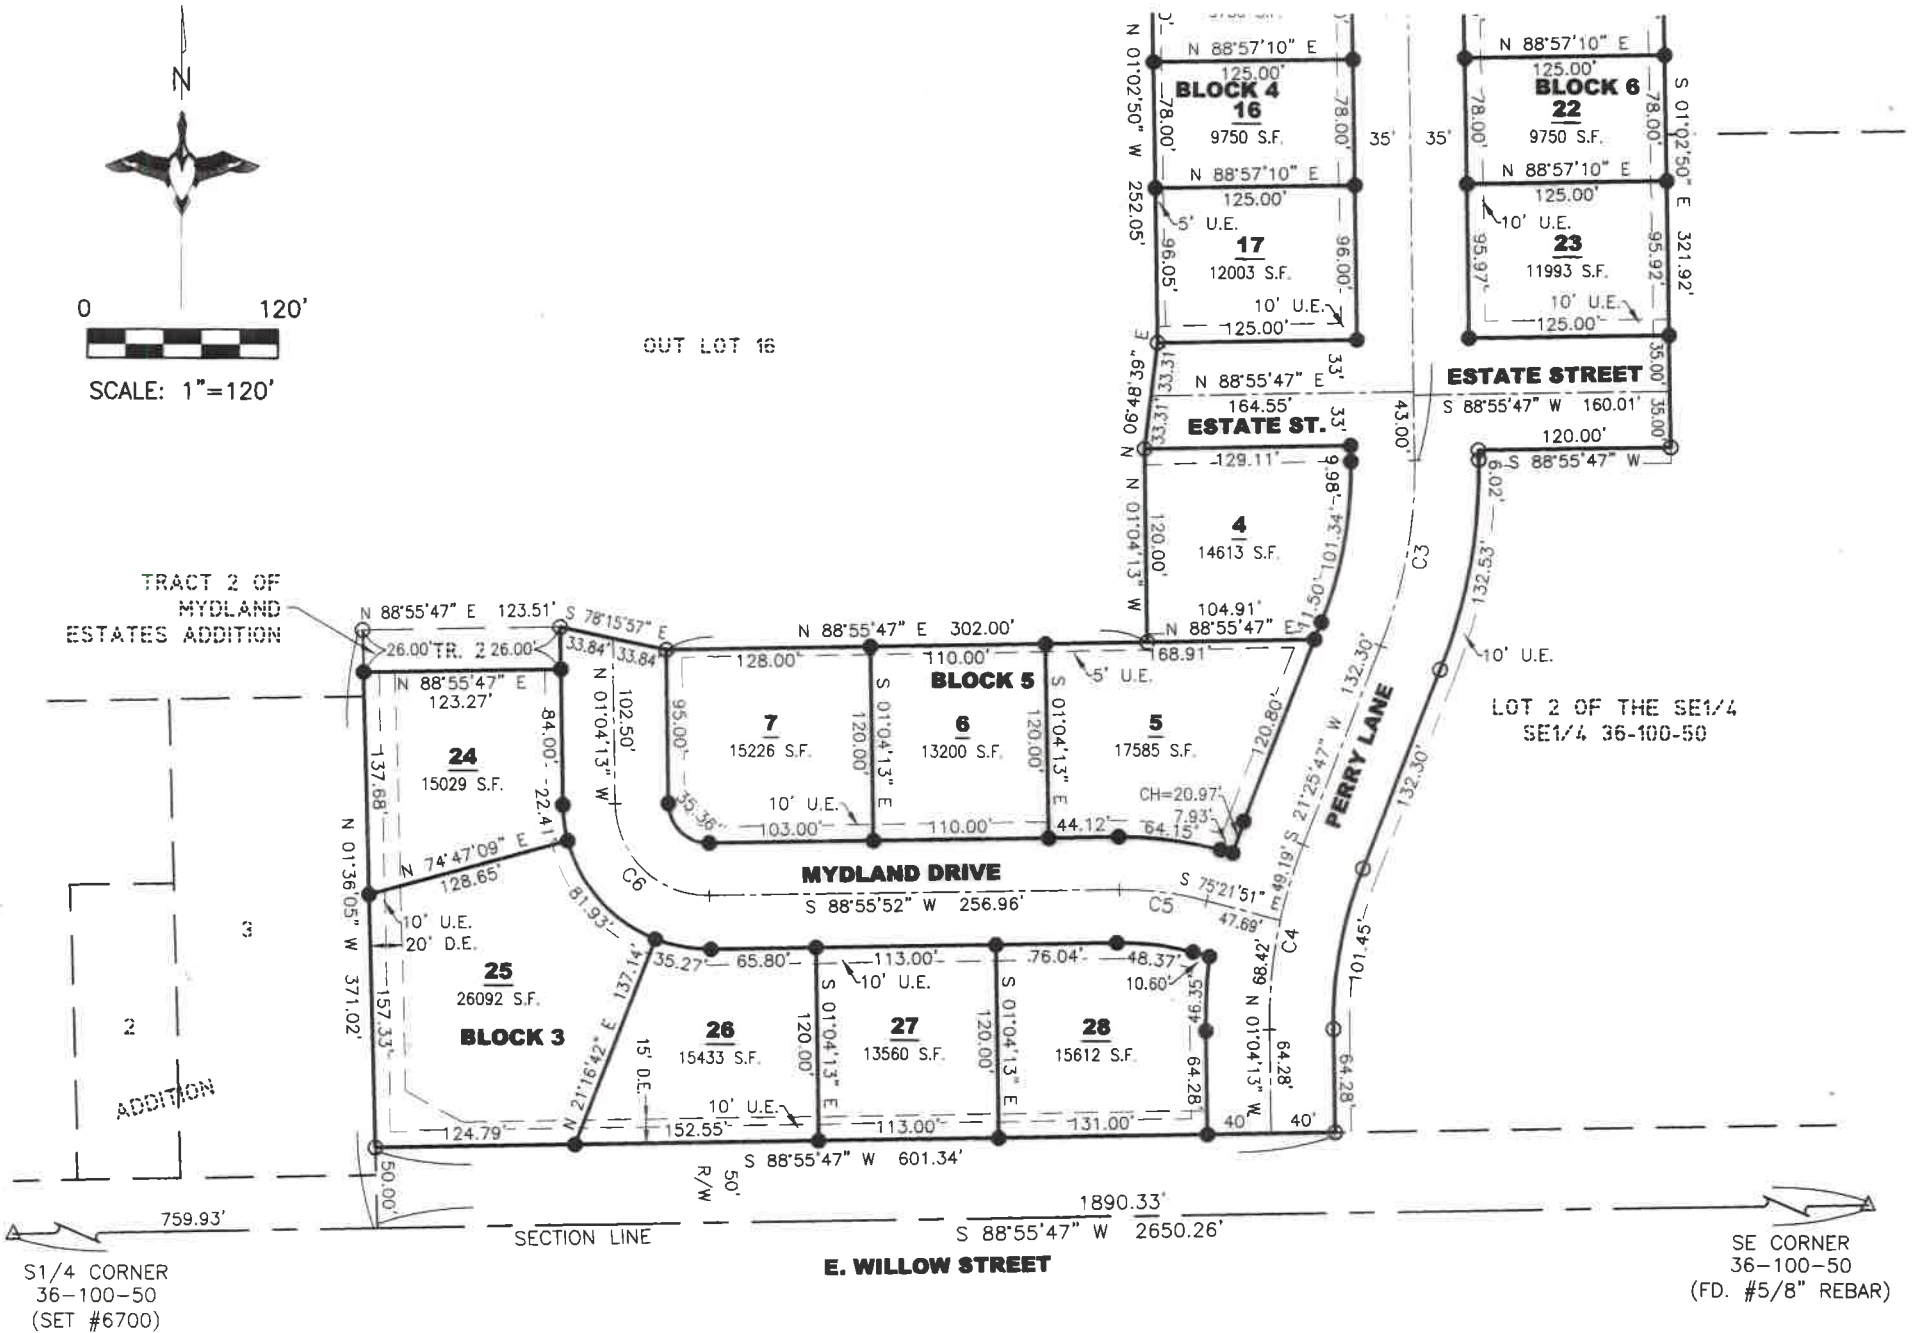 N
0 120'
SCALE: 1"=120'
OUT LOT 16
N 01°02'50" W 252.05'
N 88°57'10" E
125.00'
BLOCK 4
16
9750 S.F.
78.00'
78.00'
N 88°57'10" E
125.00'
5' U.E.
17
12003 S.F.
96.05'
96.00'
10' U.E.
125.00'
35'
35'
N 88°57'10" E
125.00'
BLOCK 6
22
9750 S.F.
78.00'
78.00'
S 01°02'50" E 321.92'
N 88°57'10" E
125.00'
10' U.E.
23
11993 S.F.
95.97'
95.92'
10' U.E.
125.00'
N 06°48'39" E
33.31'
33.31'
33'
33'
N 88°55'47" E
164.55'
ESTATE ST.
43.00'
ESTATE STREET
S 88°55'47" W 160.01'
35.00'
35.00'
120.00'
S 88°55'47" W
9.02'
129.11'
9.98'
4
14613 S.F.
120.00'
N 01°04'13" W
101.34'
11.50'
104.91'
N 88°55'47" E
C3
132.53'
10' U.E.
132.30'
132.30'
S 21°25'47" W
PERRY LANE
LOT 2 OF THE SE1/4
SE1/4 36-100-50
TRACT 2 OF
MYDLAND
ESTATES ADDITION
N 88°55'47" E 123.51'
26.00' TR. 2 26.00'
S 78°15'57" E
33.84'
33.84'
N 88°55'47" E
123.27'
24
15029 S.F.
137.68'
84.00'
22.41'
N 01°04'13" W
102.50'
N 88°55'47" E 302.00'
128.00'
110.00'
168.91'
BLOCK 5
5' U.E.
95.00'
7
15226 S.F.
S 01°04'13" E
120.00'
6
13200 S.F.
S 01°04'13" E
120.00'
5
17585 S.F.
120.80'
CH=20.97'
7.93'
35.36'
10' U.E.
103.00'
110.00'
44.12'
64.15'
N 74°47'09" E
128.65'
C6
MYDLAND DRIVE
S 88°55'52" W 256.96'
C5
S 75°21'51" E
47.69'
49.19'
C4
68.42'
101.45'
N 01°36'05" W 371.02'
10' U.E.
20' D.E.
81.93'
35.27'
65.80'
113.00'
10' U.E.
76.04'
48.37'
10.60'
46.35'
3
2
ADDITION
25
26092 S.F.
BLOCK 3
157.33'
N 21°16'42" E 137.14'
26
15433 S.F.
15' D.E.
S 01°04'13" E
120.00'
27
13560 S.F.
S 01°04'13" E
120.00'
28
15612 S.F.
64.28'
N 01°04'13" W
64.28'
64.28'
124.79'
10' U.E.
152.55'
113.00'
131.00'
40'
40'
50.00'
S 88°55'47" W 601.34'
50'
R/W
759.93'
1890.33'
SECTION LINE
S 88°55'47" W 2650.26'
E. WILLOW STREET
S1/4 CORNER
36-100-50
(SET #6700)
SE CORNER
36-100-50
(FD. #5/8" REBAR)